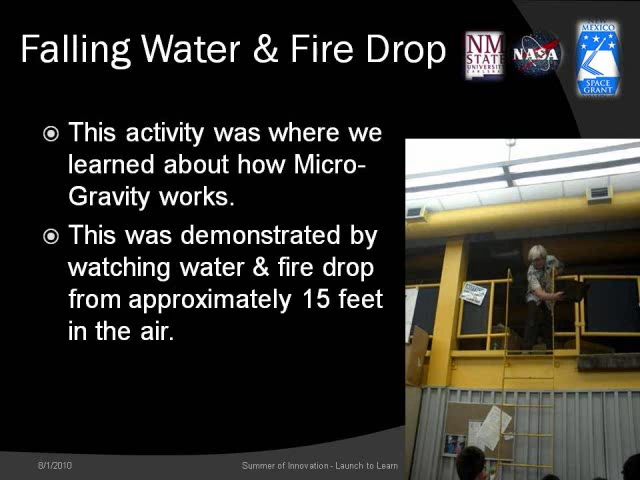 Falling Water & Fire Drop
NM
STATE
UNIVERSITY
CARLSBAD
NASA
NEW
MEXICO
SPACE
GRANT
This activity was where we
learned about how Micro-
Gravity works.
This was demonstrated by
watching water & fire drop
from approximately 15 feet
in the air.
8/1/2010
Summer of Innovation - Launch to Learn